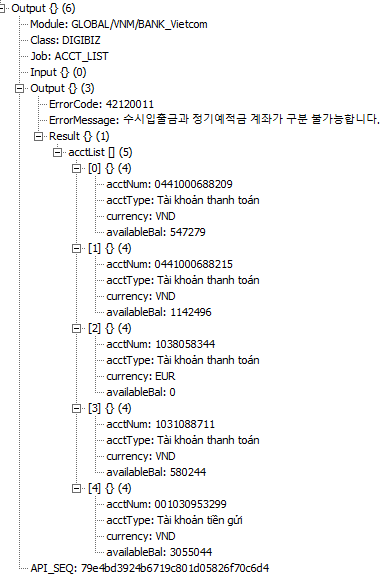 Output {} (6)
Module: GLOBAL/VNM/BANK_Vietcom
Class: DIGIBIZ
Job: ACCT_LIST
Input {} (0)
Output {} (3)
ErrorCode: 42120011
ErrorMessage: 수시입출금과 정기예적금 계좌가 구분 불가능합니다.
Result {} (1)
acctList [] (5)
[0] {} (4)
acctNum: 0441000688209
acctType: Tài khoản thanh toán
currency: VND
availableBal: 547279
[1] {} (4)
acctNum: 0441000688215
acctType: Tài khoản thanh toán
currency: VND
availableBal: 1142496
[2] {} (4)
acctNum: 1038058344
acctType: Tài khoản thanh toán
currency: EUR
availableBal: 0
[3] {} (4)
acctNum: 1031088711
acctType: Tài khoản thanh toán
currency: VND
availableBal: 580244
[4] {} (4)
acctNum: 001030953299
acctType: Tài khoản tiền gửi
currency: VND
availableBal: 3055044
API_SEQ: 79e4bd3924b6719c801d05826f70c6d4